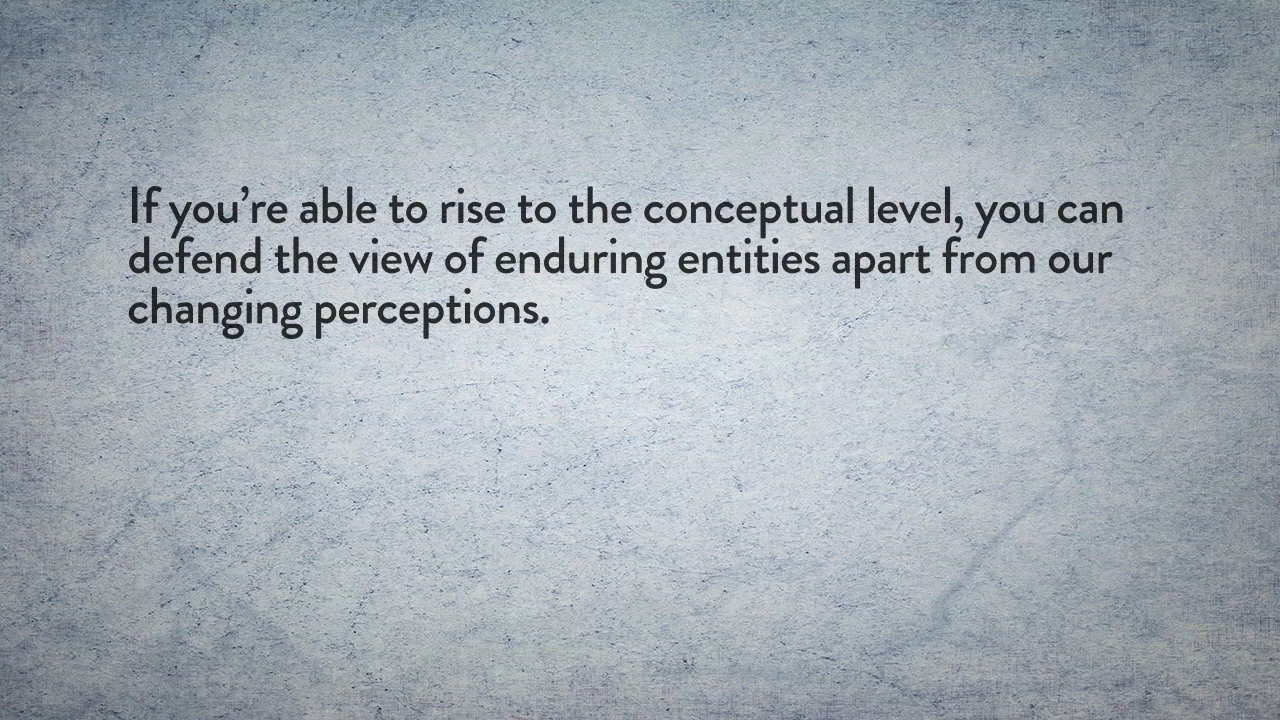 If you’re able to rise to the conceptual level, you can
defend the view of enduring entities apart from our
changing perceptions.